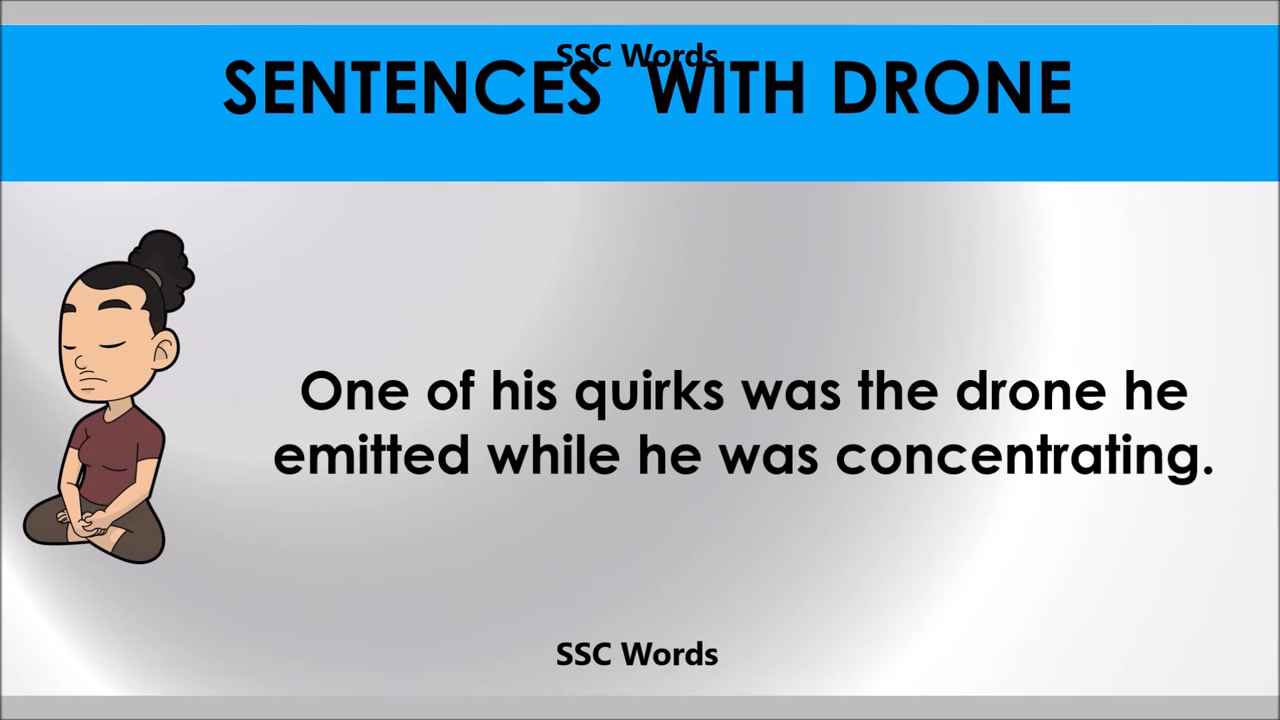 SSC Words
SENTENCES WITH DRONE
One of his quirks was the drone he
emitted while he was concentrating.
SSC Words